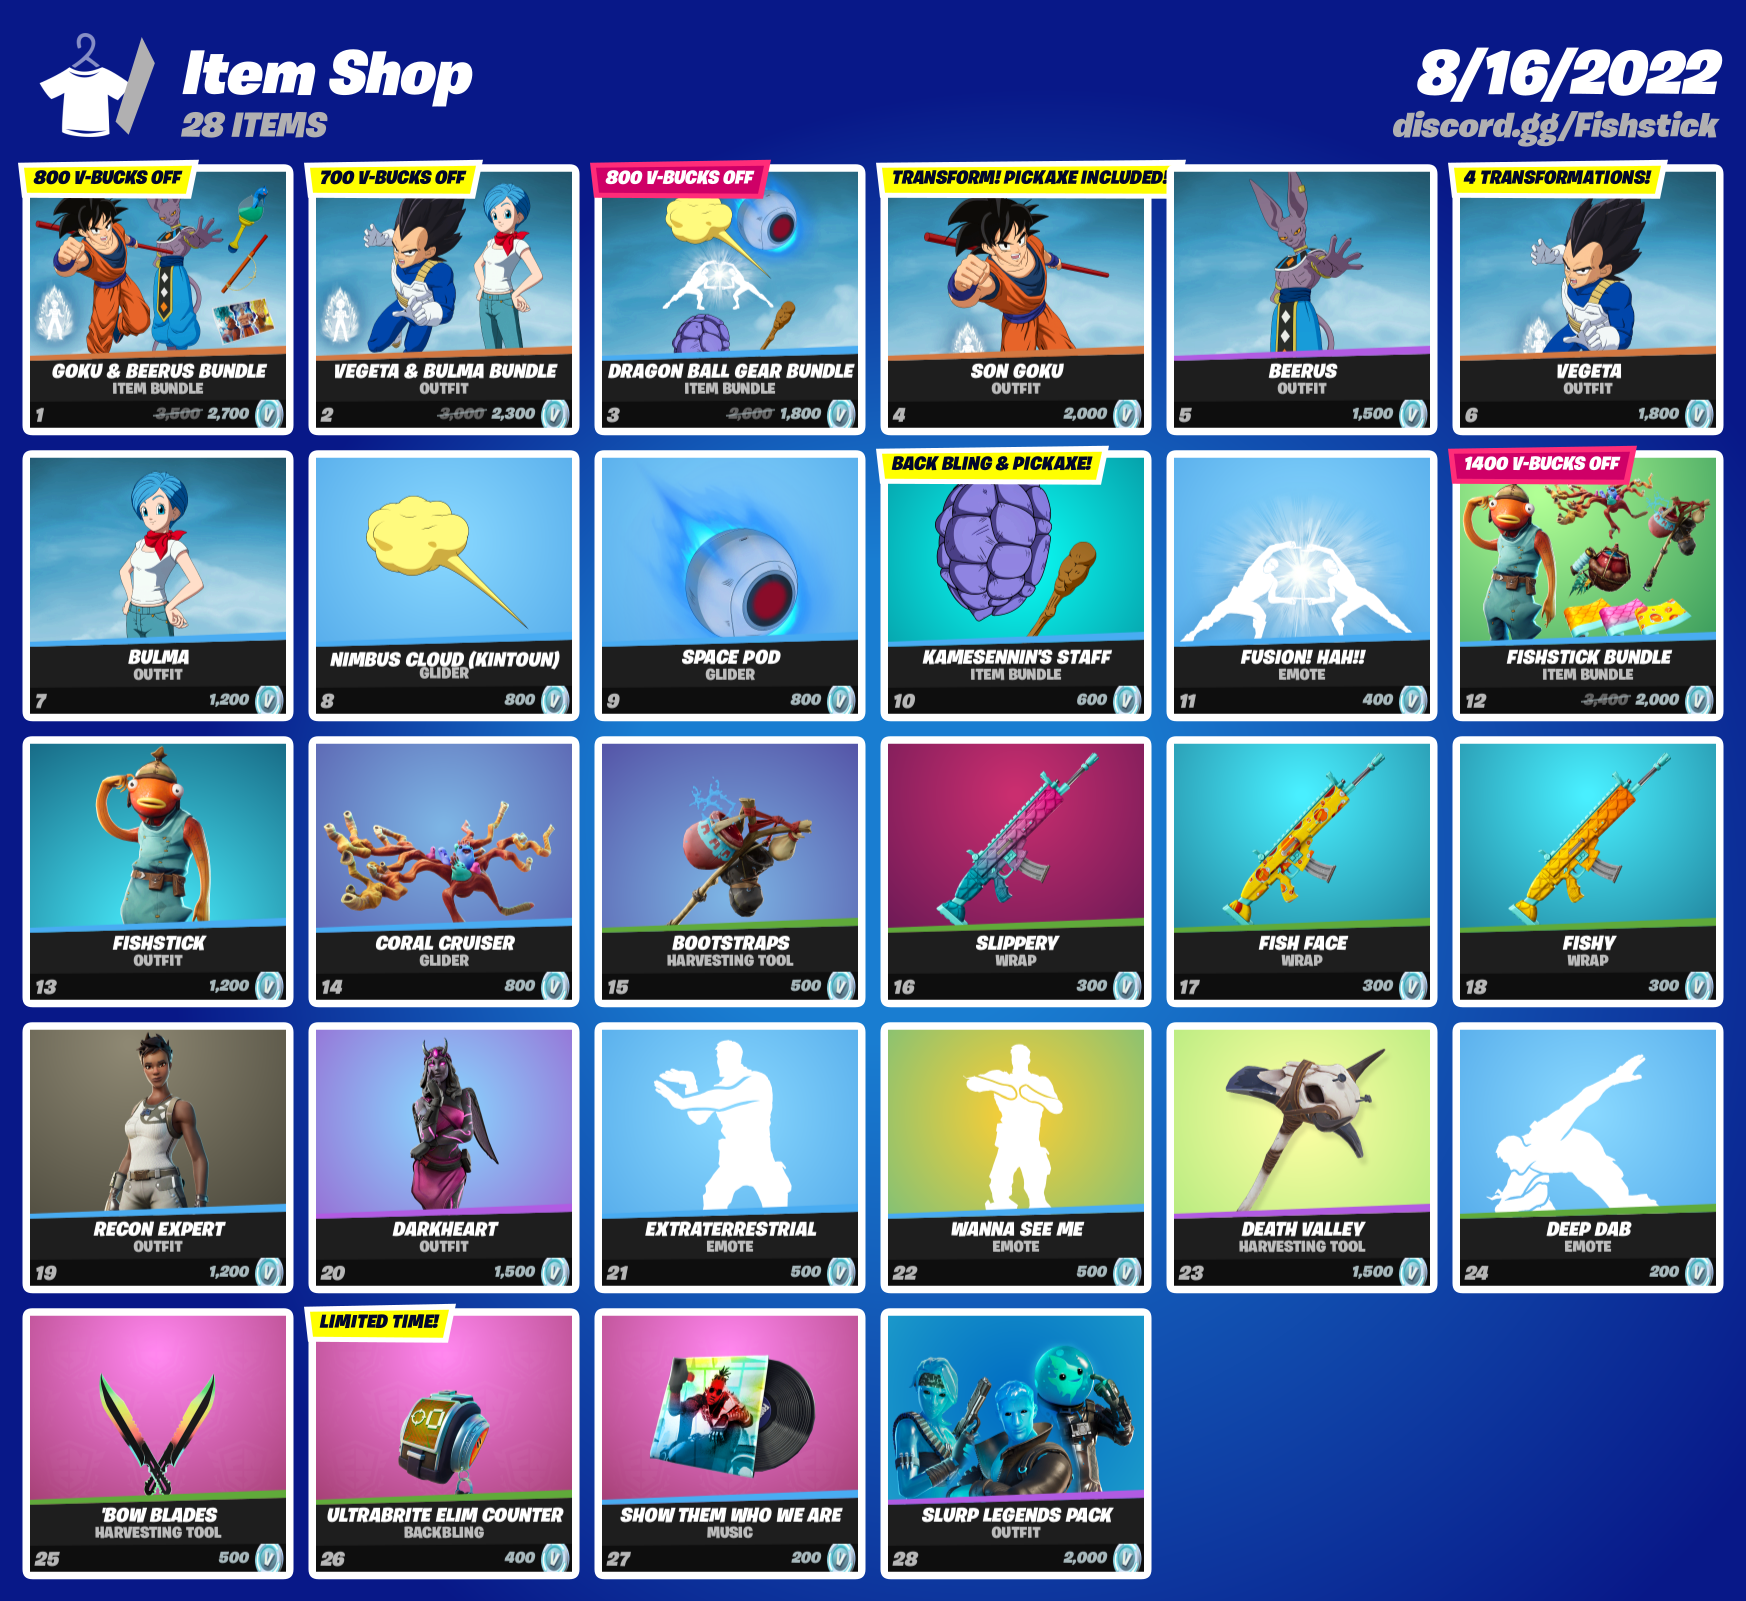 Item Shop
28 ITEMS
8/16/2022
discord.gg/Fishstick
800 V-BUCKS OFF
GOKU & BEERUS BUNDLE
ITEM BUNDLE
1 3,500 2,700
700 V-BUCKS OFF
VEGETA & BULMA BUNDLE
OUTFIT
2 3,000 2,300
800 V-BUCKS OFF
DRAGON BALL GEAR BUNDLE
ITEM BUNDLE
3 2,600 1,800
TRANSFORM! PICKAXE INCLUDED!
SON GOKU
OUTFIT
4 2,000
BEERUS
OUTFIT
5 1,500
4 TRANSFORMATIONS!
VEGETA
OUTFIT
6 1,800
BULMA
OUTFIT
7 1,200
NIMBUS CLOUD (KINTOUN)
GLIDER
8 800
SPACE POD
GLIDER
9 800
BACK BLING & PICKAXE!
KAMESENNIN'S STAFF
ITEM BUNDLE
10 600
FUSION! HAH!!
EMOTE
11 400
1400 V-BUCKS OFF
FISHSTICK BUNDLE
ITEM BUNDLE
12 3,400 2,000
FISHSTICK
OUTFIT
13 1,200
CORAL CRUISER
GLIDER
14 800
BOOTSTRAPS
HARVESTING TOOL
15 500
SLIPPERY
WRAP
16 300
FISH FACE
WRAP
17 300
FISHY
WRAP
18 300
RECON EXPERT
OUTFIT
19 1,200
DARKHEART
OUTFIT
20 1,500
EXTRATERRESTRIAL
EMOTE
21 500
WANNA SEE ME
EMOTE
22 500
DEATH VALLEY
HARVESTING TOOL
23 1,500
DEEP DAB
EMOTE
24 200
'BOW BLADES
HARVESTING TOOL
25 500
LIMITED TIME!
ULTRABRITE ELIM COUNTER
BACKBLING
26 400
SHOW THEM WHO WE ARE
MUSIC
27 200
SLURP LEGENDS PACK
OUTFIT
28 2,000